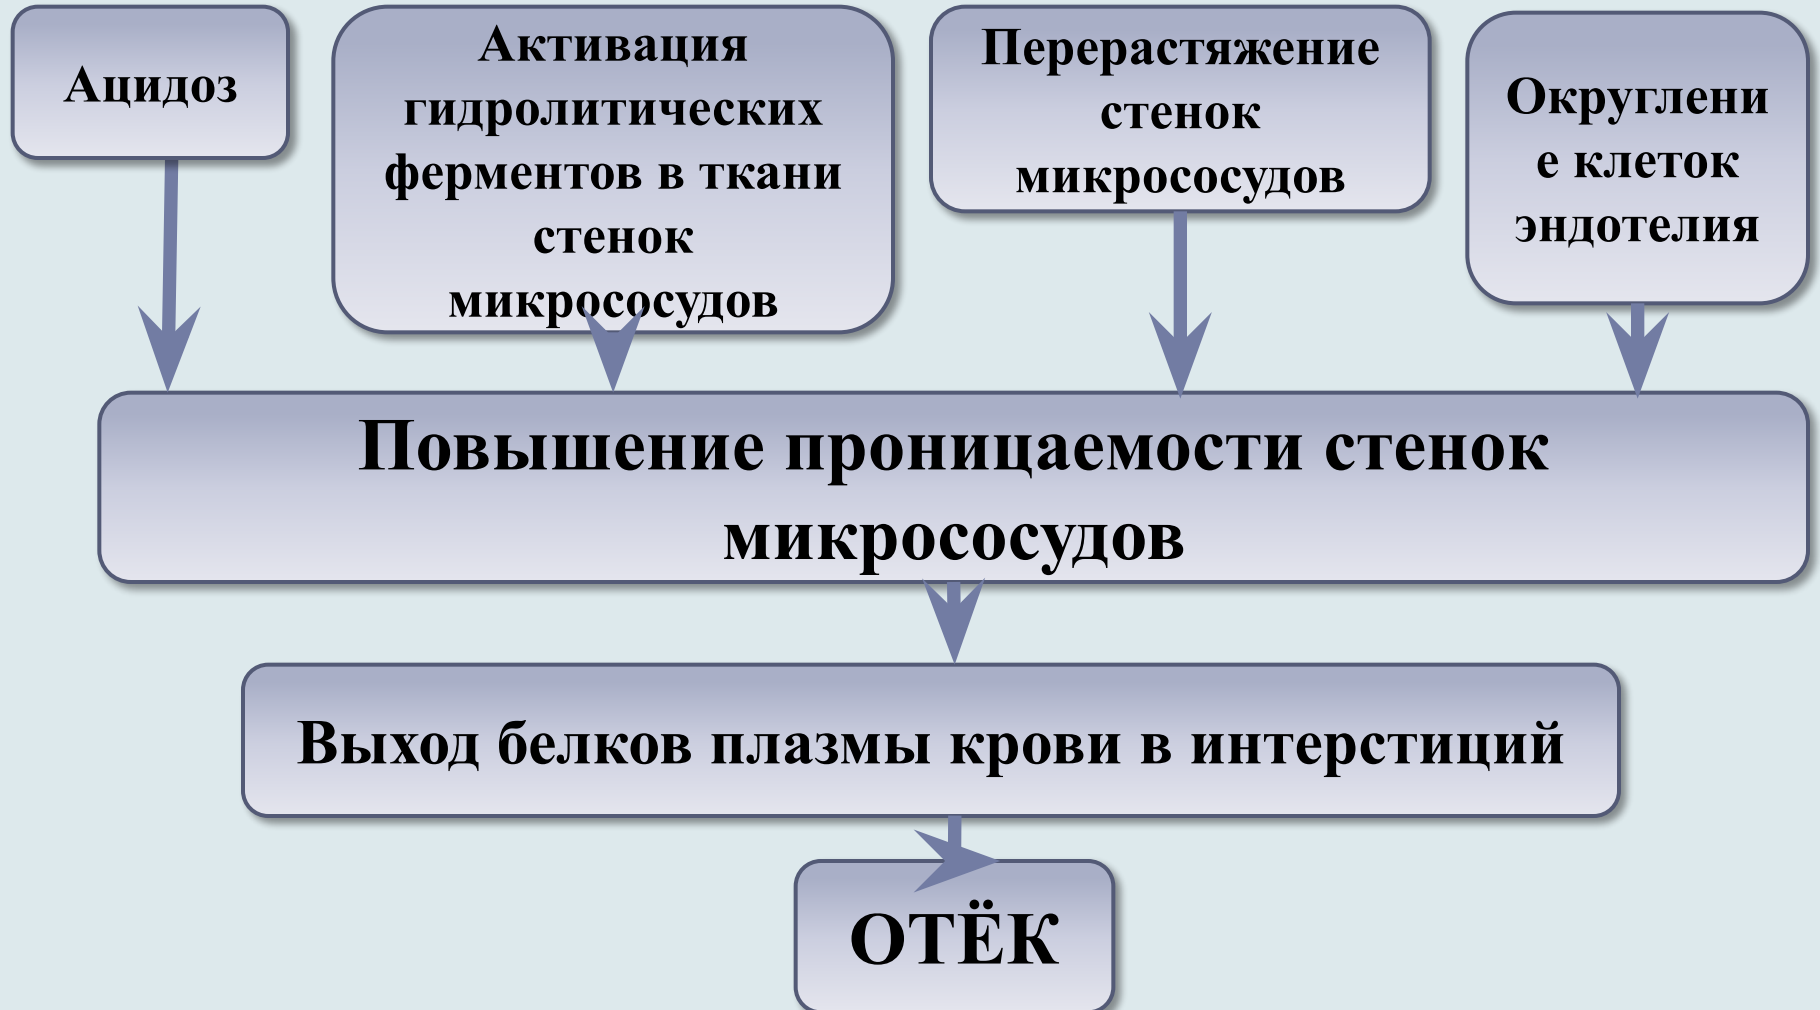 Ацидоз
Активация
гидролитических
ферментов в ткани
стенок
микрососудов
Перерастяжение
стенок
микрососудов
Округлени
е клеток
эндотелия
Повышение проницаемости стенок
микрососудов
Выход белков плазмы крови в интерстиций
ОТЁК